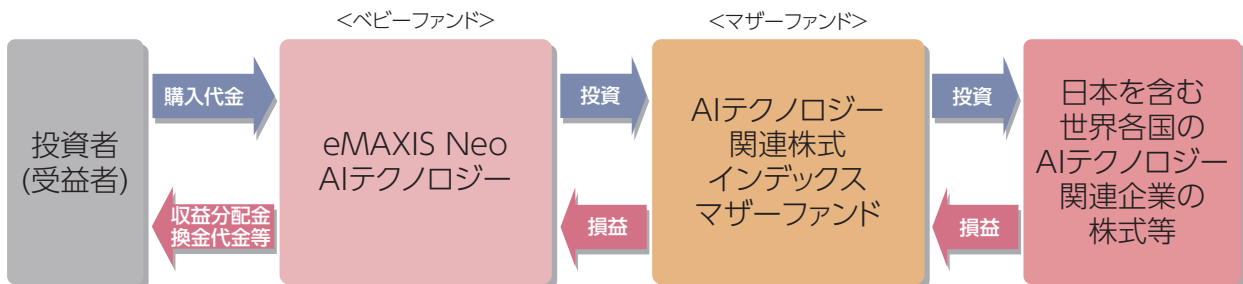 <ベビーファンド>
<マザーファンド>
投資者
(受益者)
購入代金
収益分配金
換金代金等
eMAXIS Neo
AIテクノロジー
投資
損益
AIテクノロジー
関連株式
インデックス
マザーファンド
投資
損益
日本を含む
世界各国の
AIテクノロジー
関連企業の
株式等